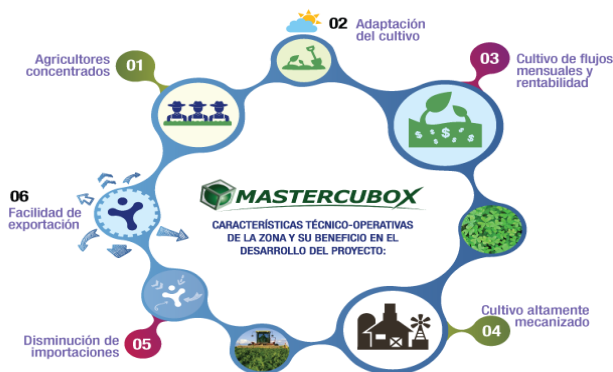 01
Agricultores
concentrados
02
Adaptación
del cultivo
03
Cultivo de flujos
mensuales y
rentabilidad
MASTERCUBOX
CARACTERÍSTICAS TÉCNICO-OPERATIVAS
DE LA ZONA Y SU BENEFICIO EN EL
DESARROLLO DEL PROYECTO:
04
Cultivo altamente
mecanizado
05
Disminución de
importaciones
06
Facilidad de
exportación
$ $ $ $ $